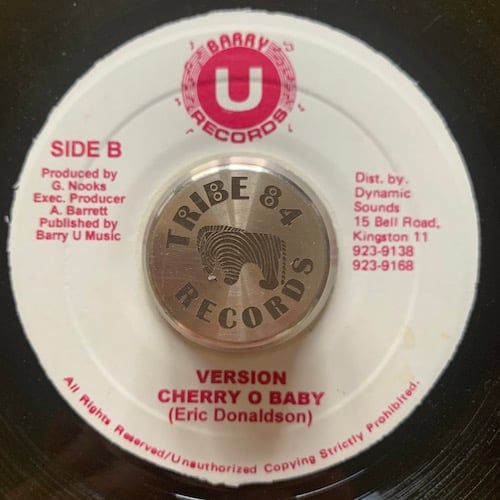 BARRY
U
RECORDS
SIDE B
Produced by
G. Nooks
Exec. Producer
A. Barrett
Published by
Barry U Music
Dist. by:
Dynamic
Sounds
15 Bell Road,
Kingston 11
923-9138
923-9168
TRIBE 84
RECORDS
VERSION
CHERRY O BABY
(Eric Donaldson)
All Rights Reserved/Unauthorized Copying Strictly Prohibited.